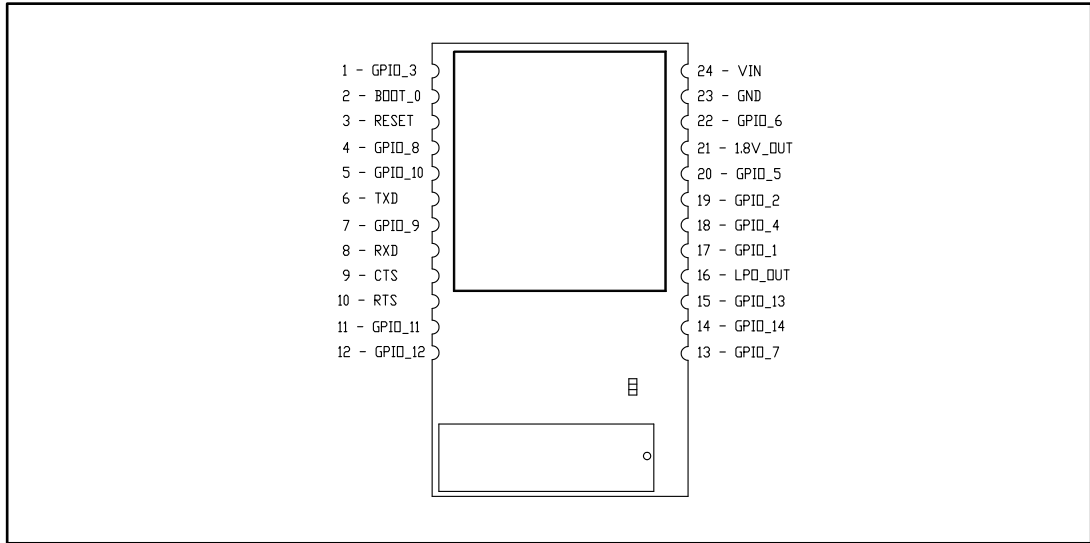 1 - GPIO_3
2 - BOOT_0
3 - RESET
4 - GPIO_8
5 - GPIO_10
6 - TXD
7 - GPIO_9
8 - RXD
9 - CTS
10 - RTS
11 - GPIO_11
12 - GPIO_12
24 - VIN
23 - GND
22 - GPIO_6
21 - 1.8V_OUT
20 - GPIO_5
19 - GPIO_2
18 - GPIO_4
17 - GPIO_1
16 - LPO_OUT
15 - GPIO_13
14 - GPIO_14
13 - GPIO_7